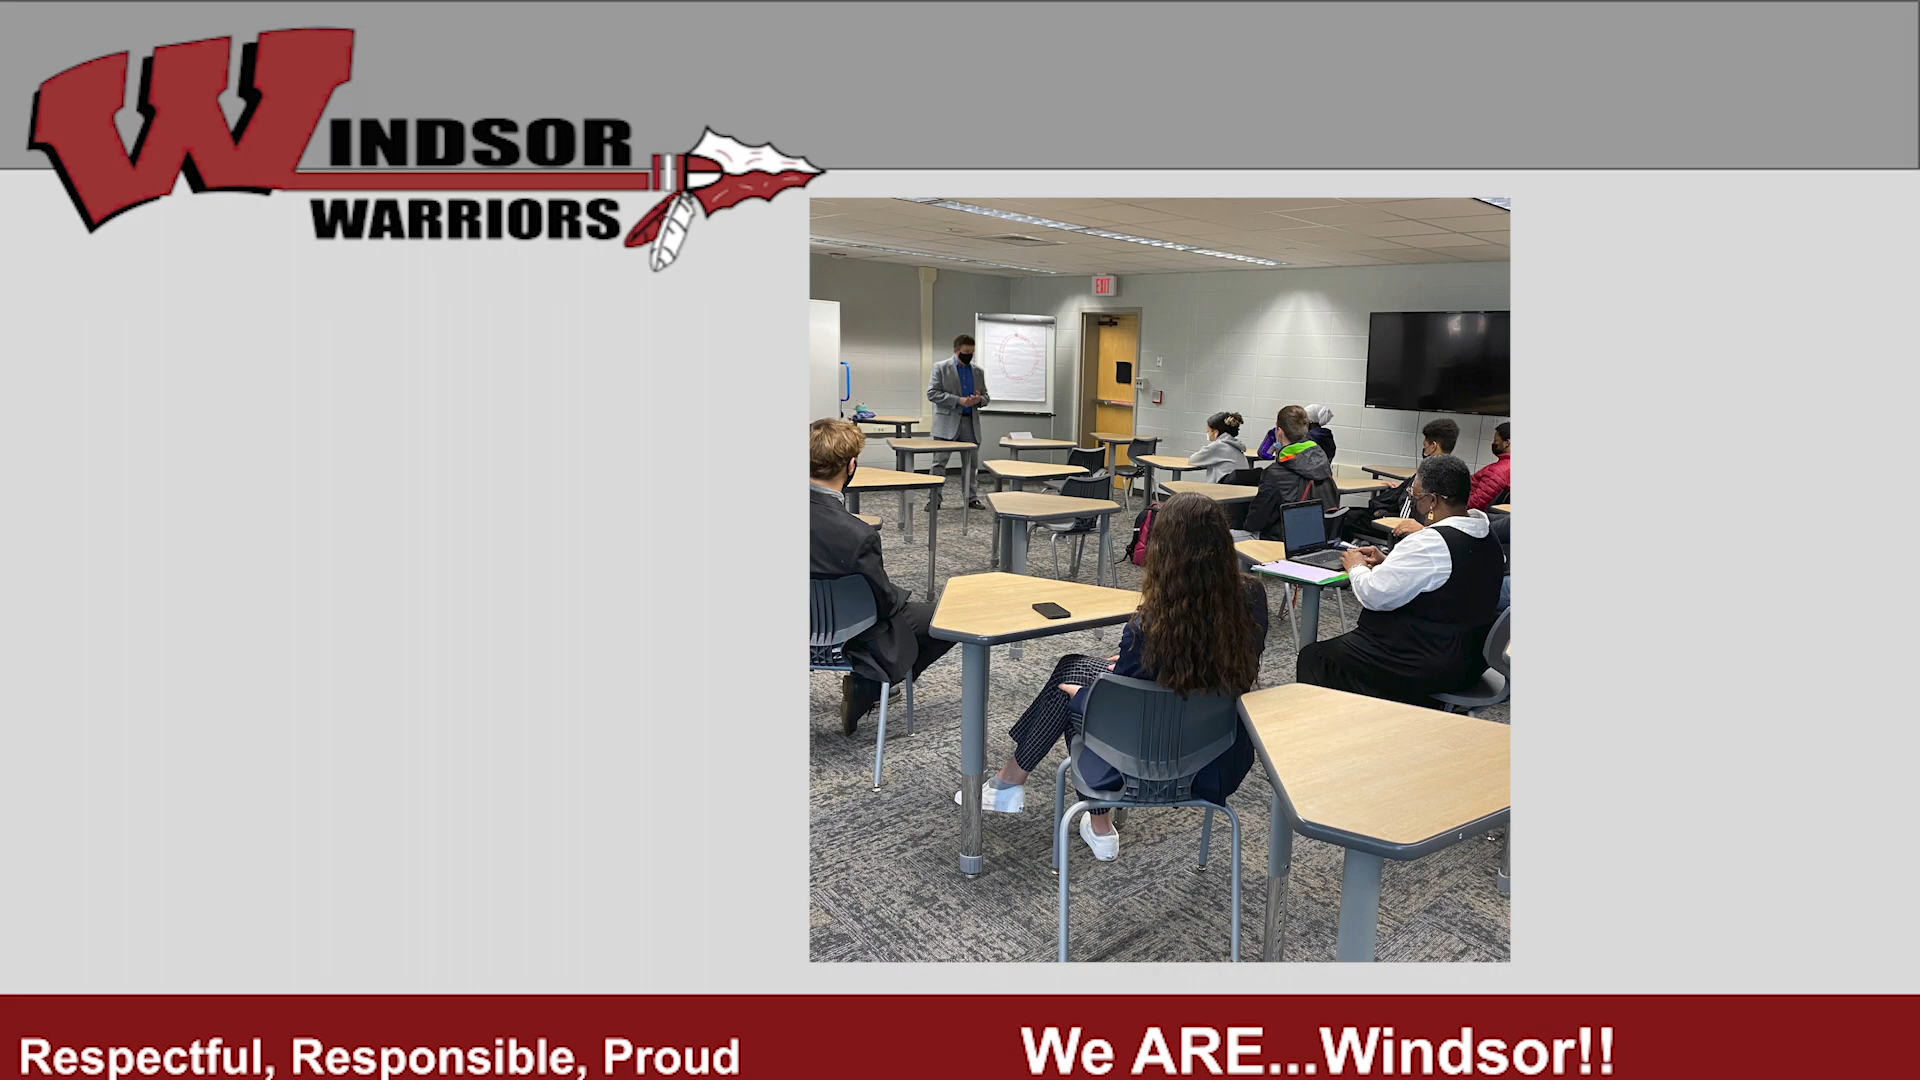 WINDSOR
WARRIORS
EXIT
Respectful, Responsible, Proud
We ARE...Windsor!!